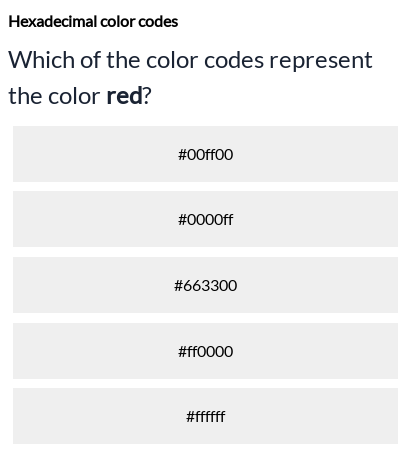 Hexadecimal color codes
Which of the color codes represent
the color red?
#00ff00
#0000ff
#663300
#ff0000
#ffffff